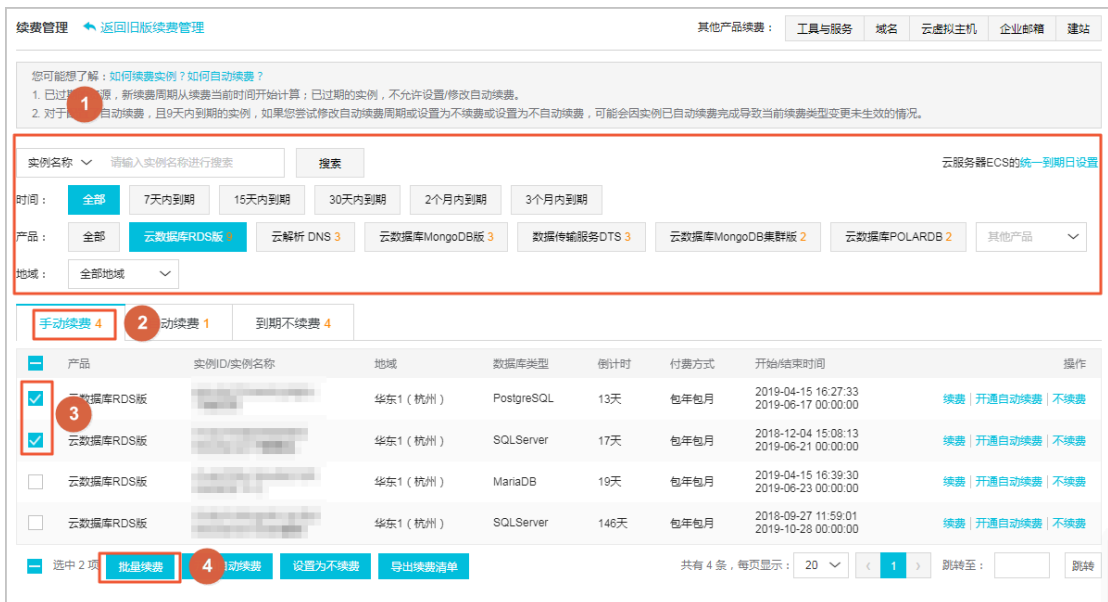 续费管理 返回旧版续费管理 其他产品续费： 工具与服务 域名 云虚拟主机 企业邮箱 建站
您可能想了解：如何续费实例？如何自动续费？
1. 已过 源，新续费周期从续费当前时间开始计算；已过期的实例，不允许设置/修改自动续费。
1
2. 对于 自动续费，且9天内到期的实例，如果您尝试修改自动续费周期或设置为不续费或设置为不自动续费，可能会因实例已自动续费完成导致当前续费类型变更未生效的情况。
实例名称 请输入实例名称进行搜索 搜索 云服务器ECS的统一到期日设置
时间： 全部 7天内到期 15天内到期 30天内到期 2个月内到期 3个月内到期
产品： 全部 云数据库RDS版 云解析 DNS 3 云数据库MongoDB版 3 数据传输服务DTS 3 云数据库MongoDB集群版 2 云数据库POLARDB 2 其他产品
地域： 全部地域
手动续费 4 2 动续费 1 到期不续费 4
产品 实例ID/实例名称 地域 数据库类型 倒计时 付费方式 开始/结束时间 操作
云数据库RDS版 华东1（杭州） PostgreSQL 13天 包年包月 2019-04-15 16:27:33 续费 | 开通自动续费 | 不续费
2019-06-17 00:00:00
3
云数据库RDS版 华东1（杭州） SQLServer 17天 包年包月 2018-12-04 15:08:13 续费 | 开通自动续费 | 不续费
2019-06-21 00:00:00
云数据库RDS版 华东1（杭州） MariaDB 19天 包年包月 2019-04-15 16:39:30 续费 | 开通自动续费 | 不续费
2019-06-23 00:00:00
云数据库RDS版 华东1（杭州） SQLServer 146天 包年包月 2018-09-27 11:59:01 续费 | 开通自动续费 | 不续费
2019-10-28 00:00:00
选中 2 项 批量续费 4 动续费 设置为不续费 导出续费清单 共有 4 条，每页显示： 20 1 跳转至： 跳转